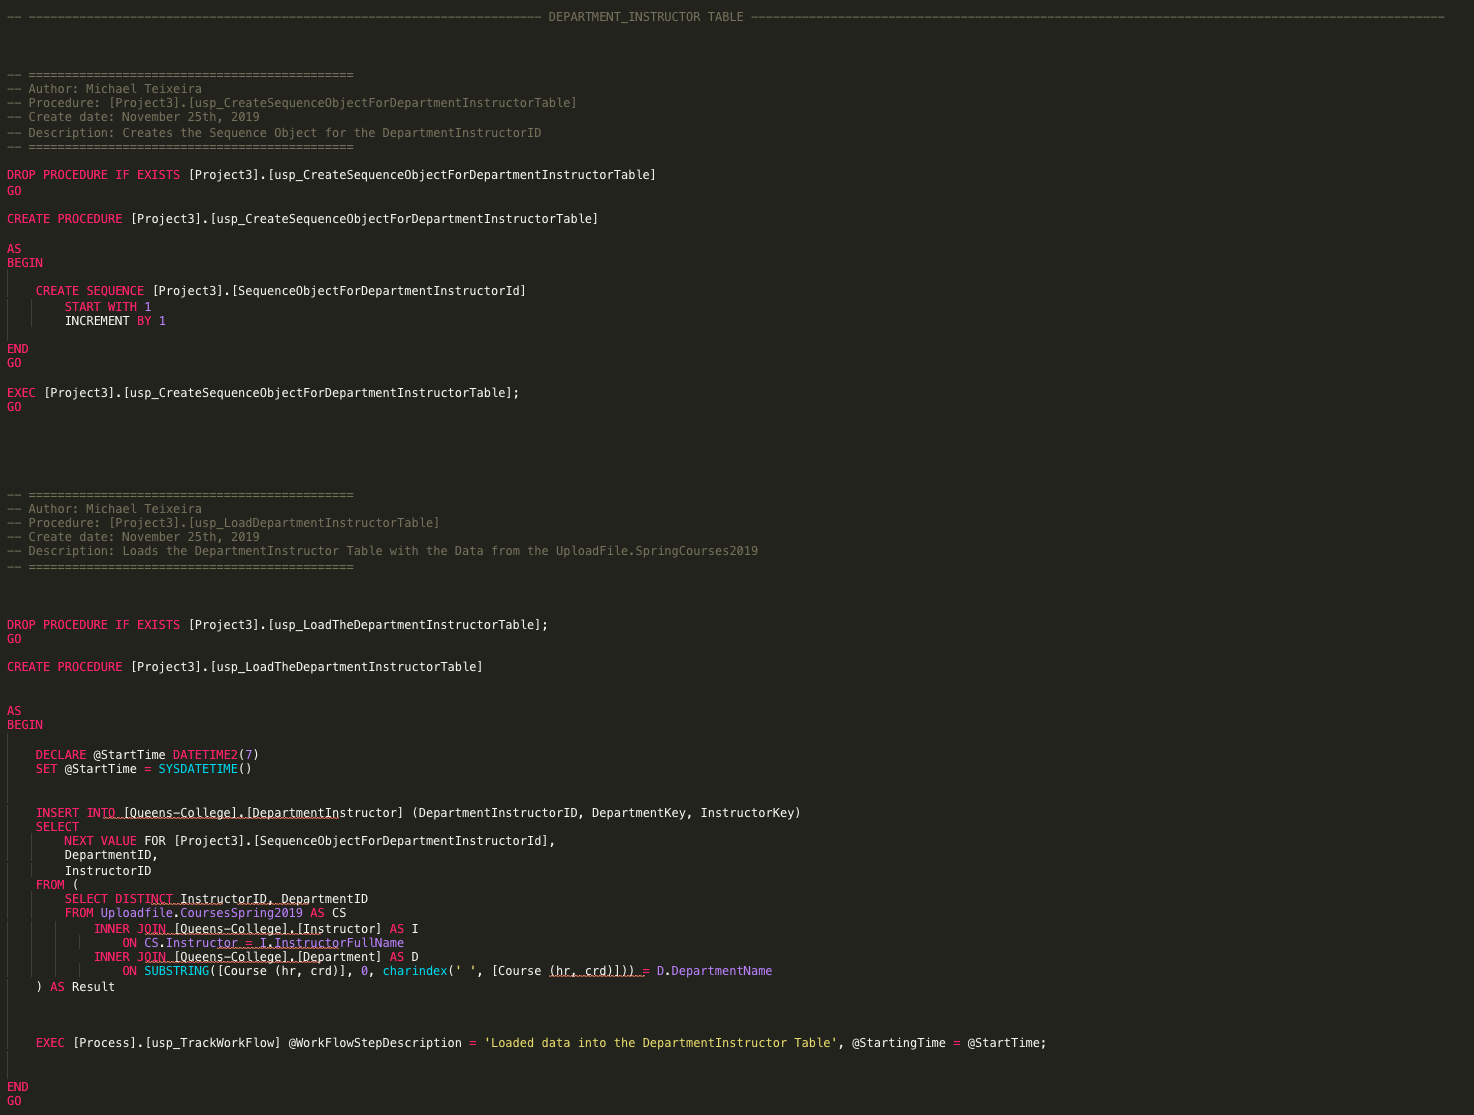 -- ----------------------------------------------------------------------- DEPARTMENT_INSTRUCTOR TABLE ------------------------------------------------------------------------------------------------
-- =============================================
-- Author: Michael Teixeira
-- Procedure: [Project3].[usp_CreateSequenceObjectForDepartmentInstructorTable]
-- Create date: November 25th, 2019
-- Description: Creates the Sequence Object for the DepartmentInstructorID
-- =============================================
DROP PROCEDURE IF EXISTS [Project3].[usp_CreateSequenceObjectForDepartmentInstructorTable]
GO
CREATE PROCEDURE [Project3].[usp_CreateSequenceObjectForDepartmentInstructorTable]
AS
BEGIN
CREATE SEQUENCE [Project3].[SequenceObjectForDepartmentInstructorId]
START WITH 1
INCREMENT BY 1
END
GO
EXEC [Project3].[usp_CreateSequenceObjectForDepartmentInstructorTable];
GO
-- =============================================
-- Author: Michael Teixeira
-- Procedure: [Project3].[usp_LoadDepartmentInstructorTable]
-- Create date: November 25th, 2019
-- Description: Loads the DepartmentInstructor Table with the Data from the UploadFile.SpringCourses2019
-- =============================================
DROP PROCEDURE IF EXISTS [Project3].[usp_LoadTheDepartmentInstructorTable];
GO
CREATE PROCEDURE [Project3].[usp_LoadTheDepartmentInstructorTable]
AS
BEGIN
DECLARE @StartTime DATETIME2(7)
SET @StartTime = SYSDATETIME()
INSERT INTO [Queens-College].[DepartmentInstructor] (DepartmentInstructorID, DepartmentKey, InstructorKey)
SELECT
NEXT VALUE FOR [Project3].[SequenceObjectForDepartmentInstructorId],
DepartmentID,
InstructorID
FROM (
SELECT DISTINCT InstructorID, DepartmentID
FROM Uploadfile.CoursesSpring2019 AS CS
INNER JOIN [Queens-College].[Instructor] AS I
ON CS.Instructor = I.InstructorFullName
INNER JOIN [Queens-College].[Department] AS D
ON SUBSTRING([Course (hr, crd)], 0, charindex(' ', [Course (hr, crd)])) = D.DepartmentName
) AS Result
EXEC [Process].[usp_TrackWorkFlow] @WorkFlowStepDescription = 'Loaded data into the DepartmentInstructor Table', @StartingTime = @StartTime;
END
GO